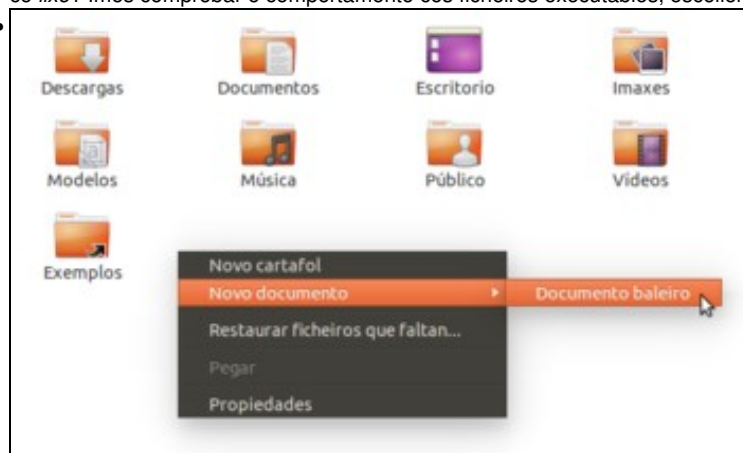 Descargas Documentos Escritorio Imaxes
Modelos Música Público Vídeos
Exemplos
Novo cartafol
Novo documento Documento baleiro
Restaurar ficheiros que faltan...
Pegar
Propiedades